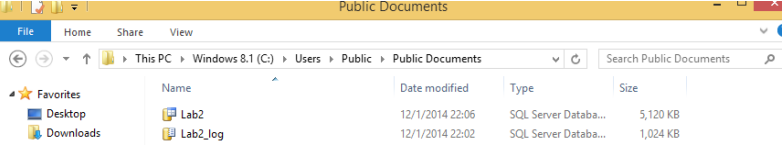 Public Documents
File Home Share View
This PC Windows 8.1 (C:) Users Public Public Documents Search Public Documents
Name Date modified Type Size
Favorites
Desktop Lab2 12/1/2014 22:06 SQL Server Databa... 5,120 KB
Downloads Lab2_log 12/1/2014 22:02 SQL Server Databa... 1,024 KB